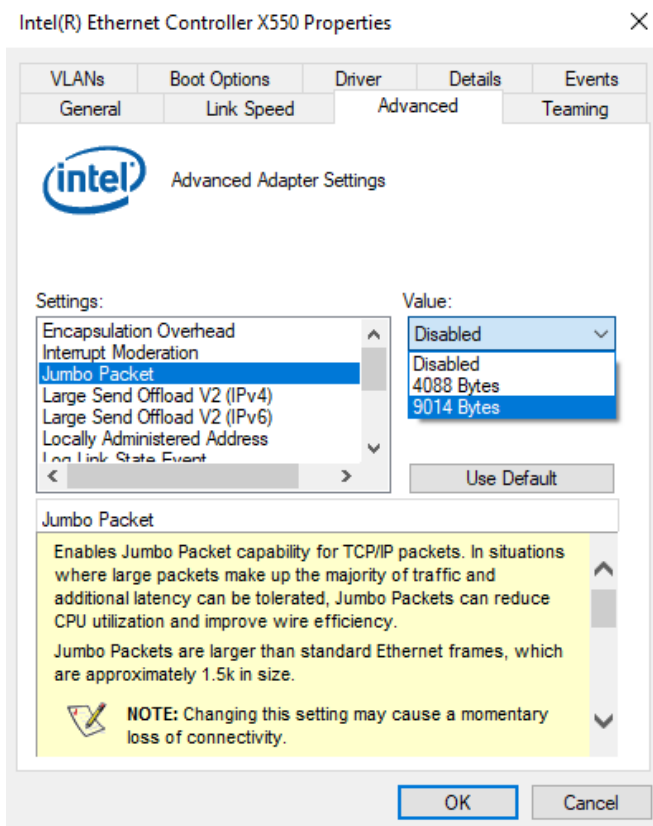 Intel(R) Ethernet Controller X550 Properties
VLANs Boot Options Driver Details Events
General Link Speed Advanced Teaming
intel
Advanced Adapter Settings
Settings:
Value:
Encapsulation Overhead
Interrupt Moderation
Jumbo Packet
Large Send Offload V2 (IPv4)
Large Send Offload V2 (IPv6)
Locally Administered Address
Log Link State Event
Disabled
Disabled
4088 Bytes
9014 Bytes
Use Default
Jumbo Packet
Enables Jumbo Packet capability for TCP/IP packets. In situations
where large packets make up the majority of traffic and
additional latency can be tolerated, Jumbo Packets can reduce
CPU utilization and improve wire efficiency.
Jumbo Packets are larger than standard Ethernet frames, which
are approximately 1.5k in size.
NOTE: Changing this setting may cause a momentary
loss of connectivity.
OK Cancel